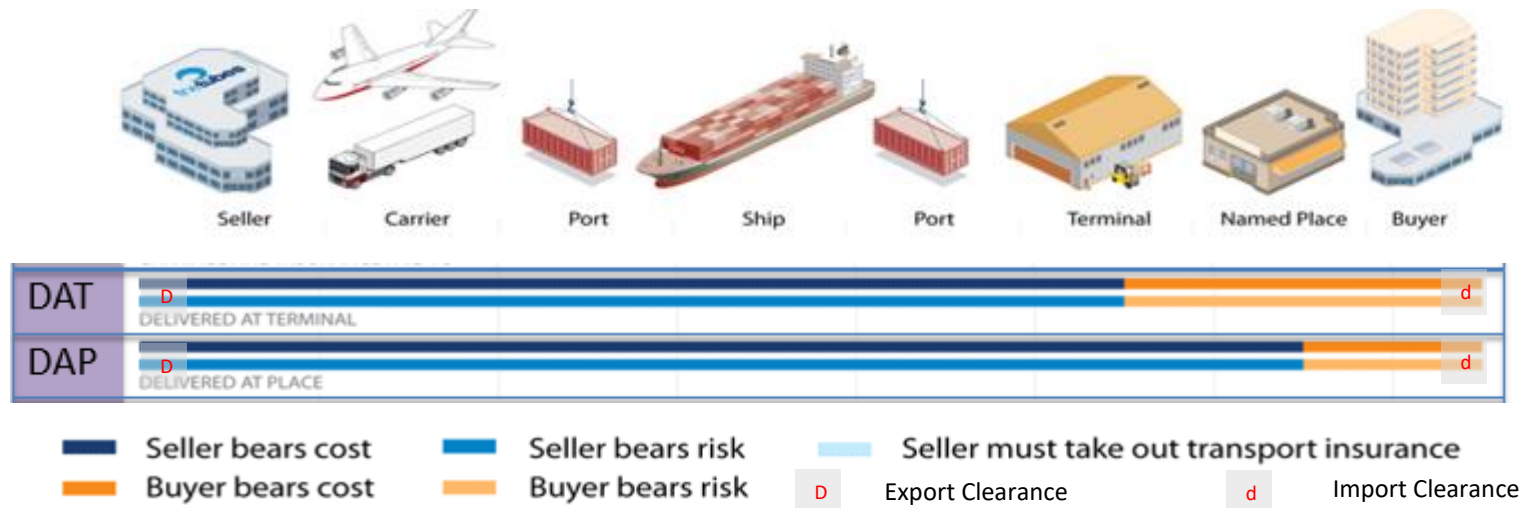 Seller
Carrier
Port
Ship
Port
Terminal
Named Place
Buyer
DAT
D
d
DELIVERED AT TERMINAL
DAP
D
d
DELIVERED AT PLACE
Seller bears cost
Seller bears risk
Seller must take out transport insurance
Buyer bears cost
Buyer bears risk
D
Export Clearance
d
Import Clearance